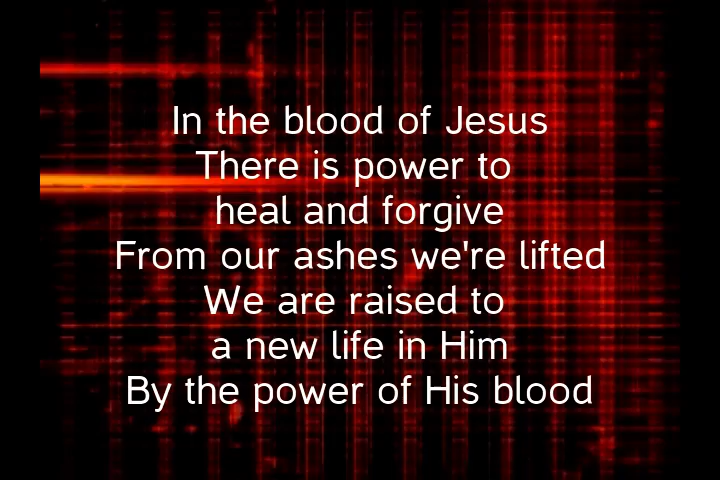 In the blood of Jesus
There is power to
heal and forgive
From our ashes we're lifted
We are raised to
a new life in Him
By the power of His blood